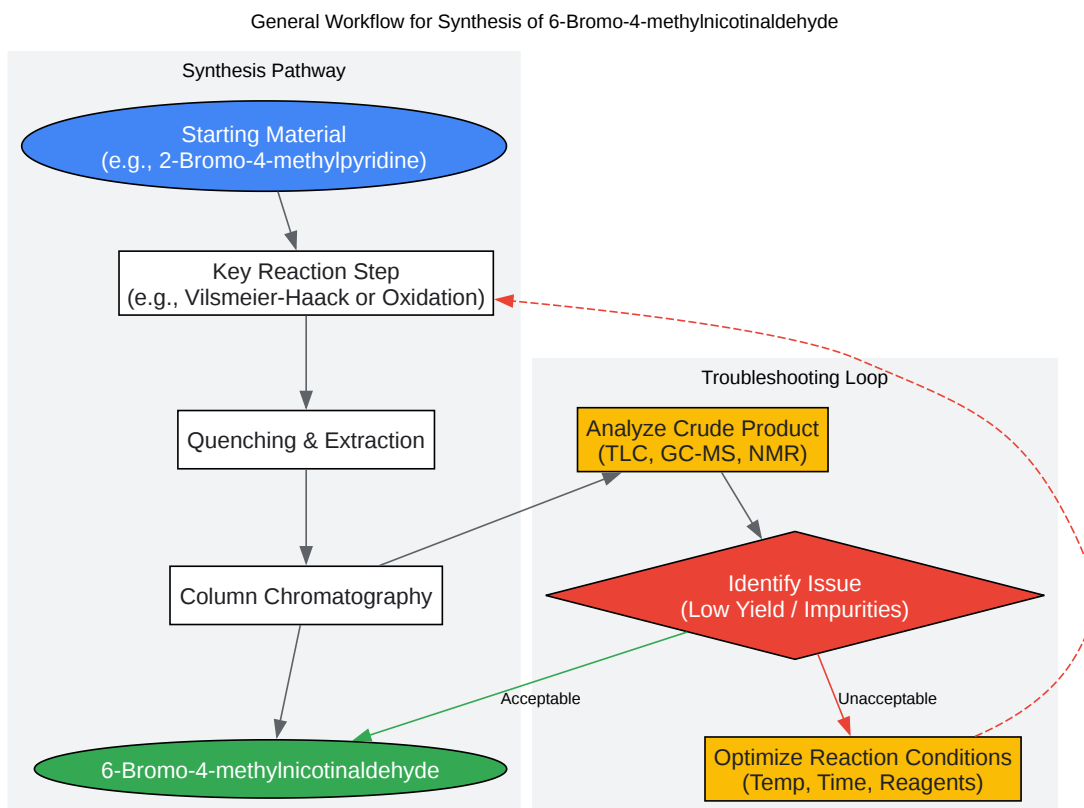 General Workflow for Synthesis of 6-Bromo-4-methylnicotinaldehyde
Synthesis Pathway
Starting Material
(e.g., 2-Bromo-4-methylpyridine)
Key Reaction Step
(e.g., Vilsmeier-Haack or Oxidation)
Quenching & Extraction
Column Chromatography
6-Bromo-4-methylnicotinaldehyde
Troubleshooting Loop
Analyze Crude Product
(TLC, GC-MS, NMR)
Identify Issue
(Low Yield / Impurities)
Acceptable
Unacceptable
Optimize Reaction Conditions
(Temp, Time, Reagents)